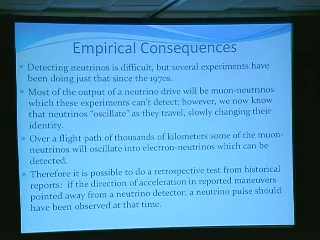 Empirical Consequences
Detecting neutrinos is difficult, but several experiments have
been doing just that since the 1970s.
Most of the output of a neutrino drive will be muon-neutrinos
which these experiments can't detect; however, we now know
that neutrinos "oscillate" as they travel, slowly changing their
identity.
Over a flight path of thousands of kilometers some of the muon-
neutrinos will oscillate into electron-neutrinos which can be
detected.
Therefore it is possible to do a retrospective test from historical
reports: if the direction of acceleration in reported maneuvers
pointed away from a neutrino detector, a neutrino pulse should
have been observed at that time.